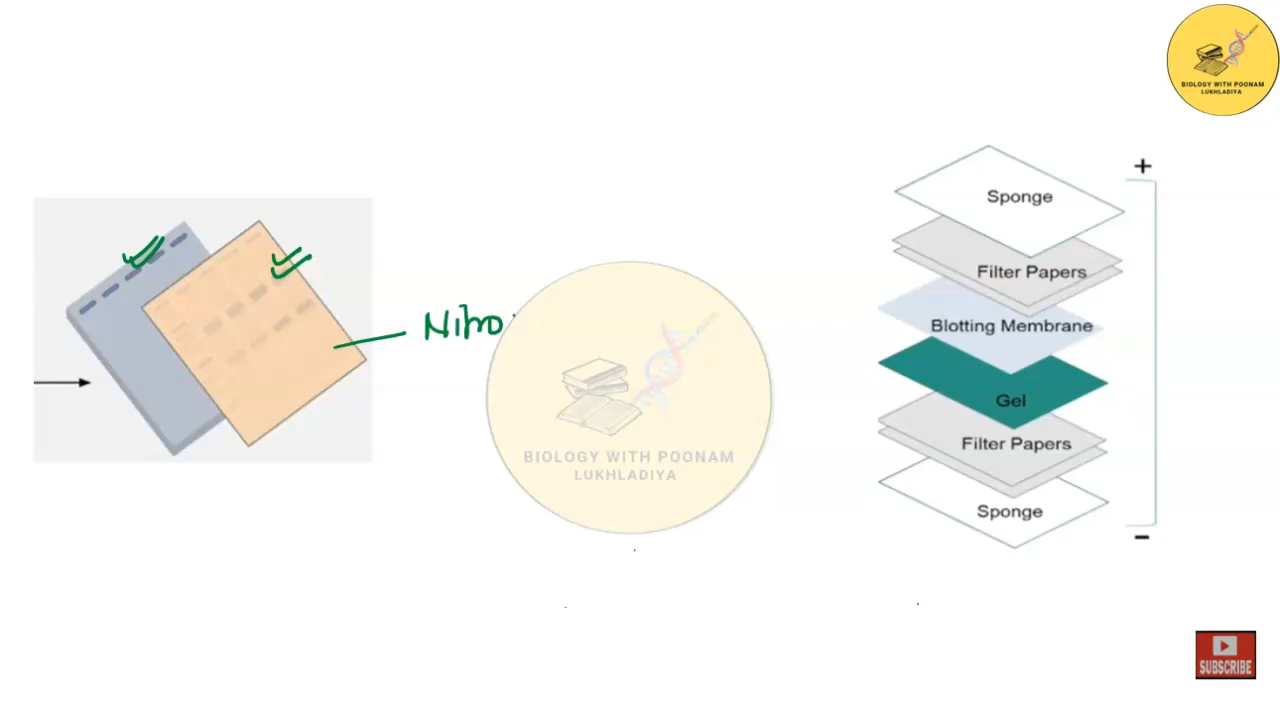 BIOLOGY WITH POONAM
LUKHLADIYA
+
Sponge
Filter Papers
Blotting Membrane
Gel
Filter Papers
Sponge
-
Nitro
BIOLOGY WITH POONAM
LUKHLADIYA
SUBSCRIBE